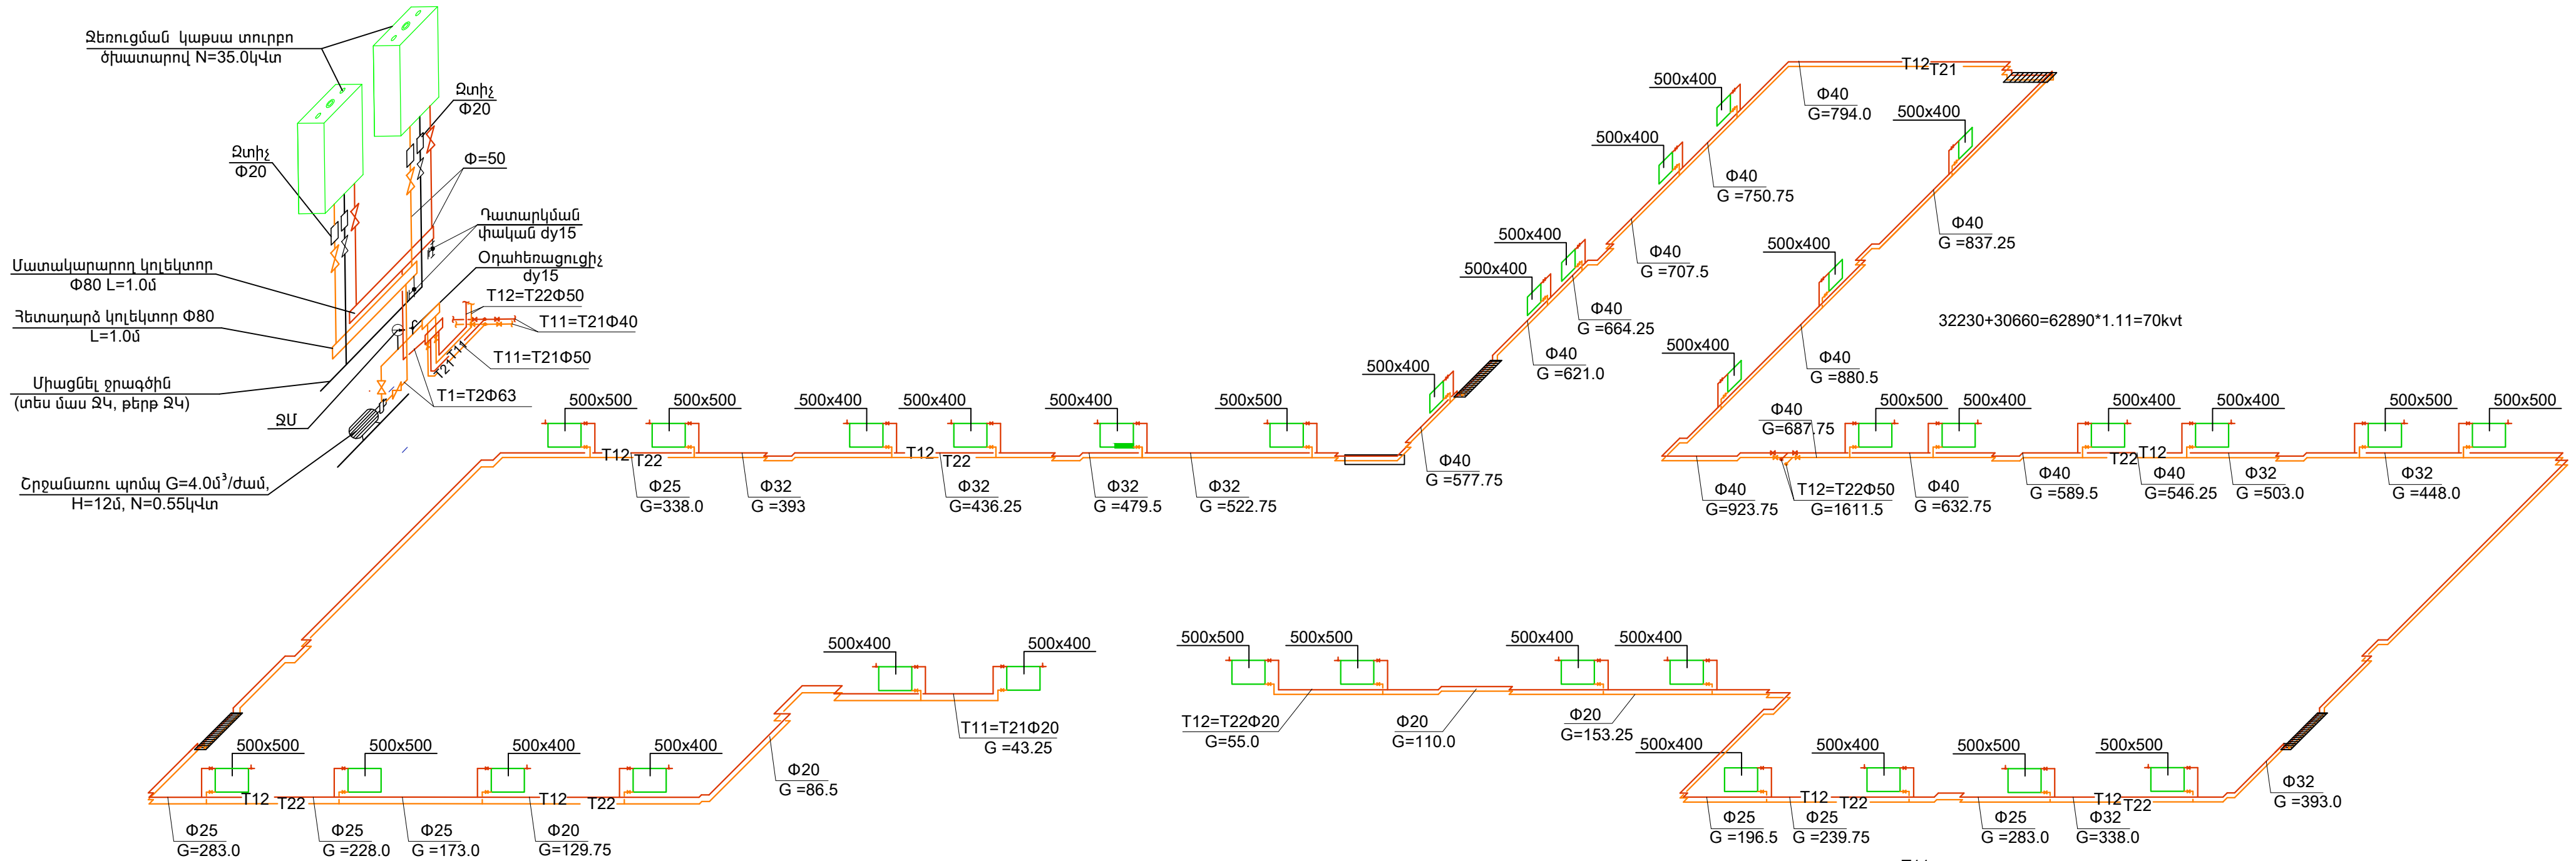 Ջեռուցման կաթսա տուրբո
ծխատարով N=35.0կՎտ
Զտիչ
Φ20
Զտիչ
Φ20
Φ=50
Դատարկման
փական dy15
Մատակարարող կոլեկտոր
Φ80 L=1.0մ
Օդահեռացուցիչ
dy15
T12=T22Φ50
T11=T21Φ40
Հետադարձ կոլեկտոր Φ80
L=1.0մ
T11=T21Φ50
T21
T11
Միացնել ջրագծին
(տես մաս ՋԿ, թերթ ՋԿ)
T1=T2Φ63
ՋՄ
Շրջանառու պոմպ G=4.0մ³/ժամ,
H=12մ, N=0.55կՎտ
500x500
500x500
500x400
500x400
500x400
500x500
T12
T22
T12
T22
Φ25
G=338.0
Φ32
G =393
Φ32
G =436.25
Φ32
G =479.5
Φ32
G =522.75
500x400
Φ40
G =577.75
500x400
500x400
Φ40
G =621.0
Φ40
G =664.25
500x400
Φ40
G =707.5
500x400
Φ40
G =750.75
T12
T21
Φ40
G=794.0
500x400
Φ40
G =837.25
500x400
32230+30660=62890*1.11=70kvt
500x400
Φ40
G =880.5
Φ40
G=687.75
500x500
500x400
500x400
500x400
500x500
500x500
T22
T12
Φ40
G=923.75
T12=T22Φ50
G=1611.5
Φ40
G =632.75
Φ40
G =589.5
Φ40
G =546.25
Φ32
G =503.0
Φ32
G =448.0
500x400
500x400
T11=T21Φ20
G =43.25
500x500
500x500
500x400
500x400
T12=T22Φ20
G=55.0
Φ20
G =110.0
Φ20
G=153.25
500x500
500x500
500x400
500x400
T12
T22
T12
T22
Φ20
G =86.5
Φ25
G=283.0
Φ25
G =228.0
Φ25
G =173.0
Φ20
G=129.75
500x400
500x400
500x500
500x500
T12
T22
T12
T22
Φ32
G =393.0
Φ25
G =196.5
Φ25
G =239.75
Φ25
G =283.0
Φ32
G=338.0